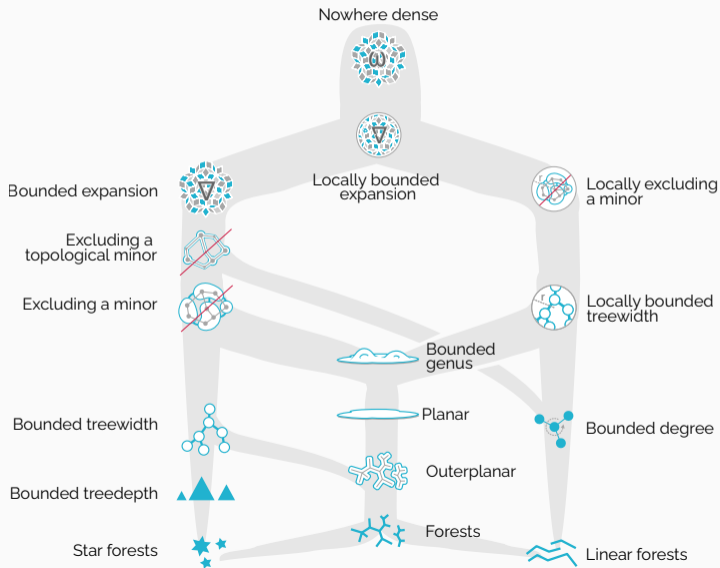 Nowhere dense
ω
∇
Locally bounded
expansion
Bounded expansion
∇
Locally excluding
a minor
Excluding a
topological minor
Excluding a minor
r
Locally bounded
treewidth
Bounded
genus
Bounded treewidth
Planar
Bounded degree
Outerplanar
Bounded treedepth
Forests
Star forests
Linear forests